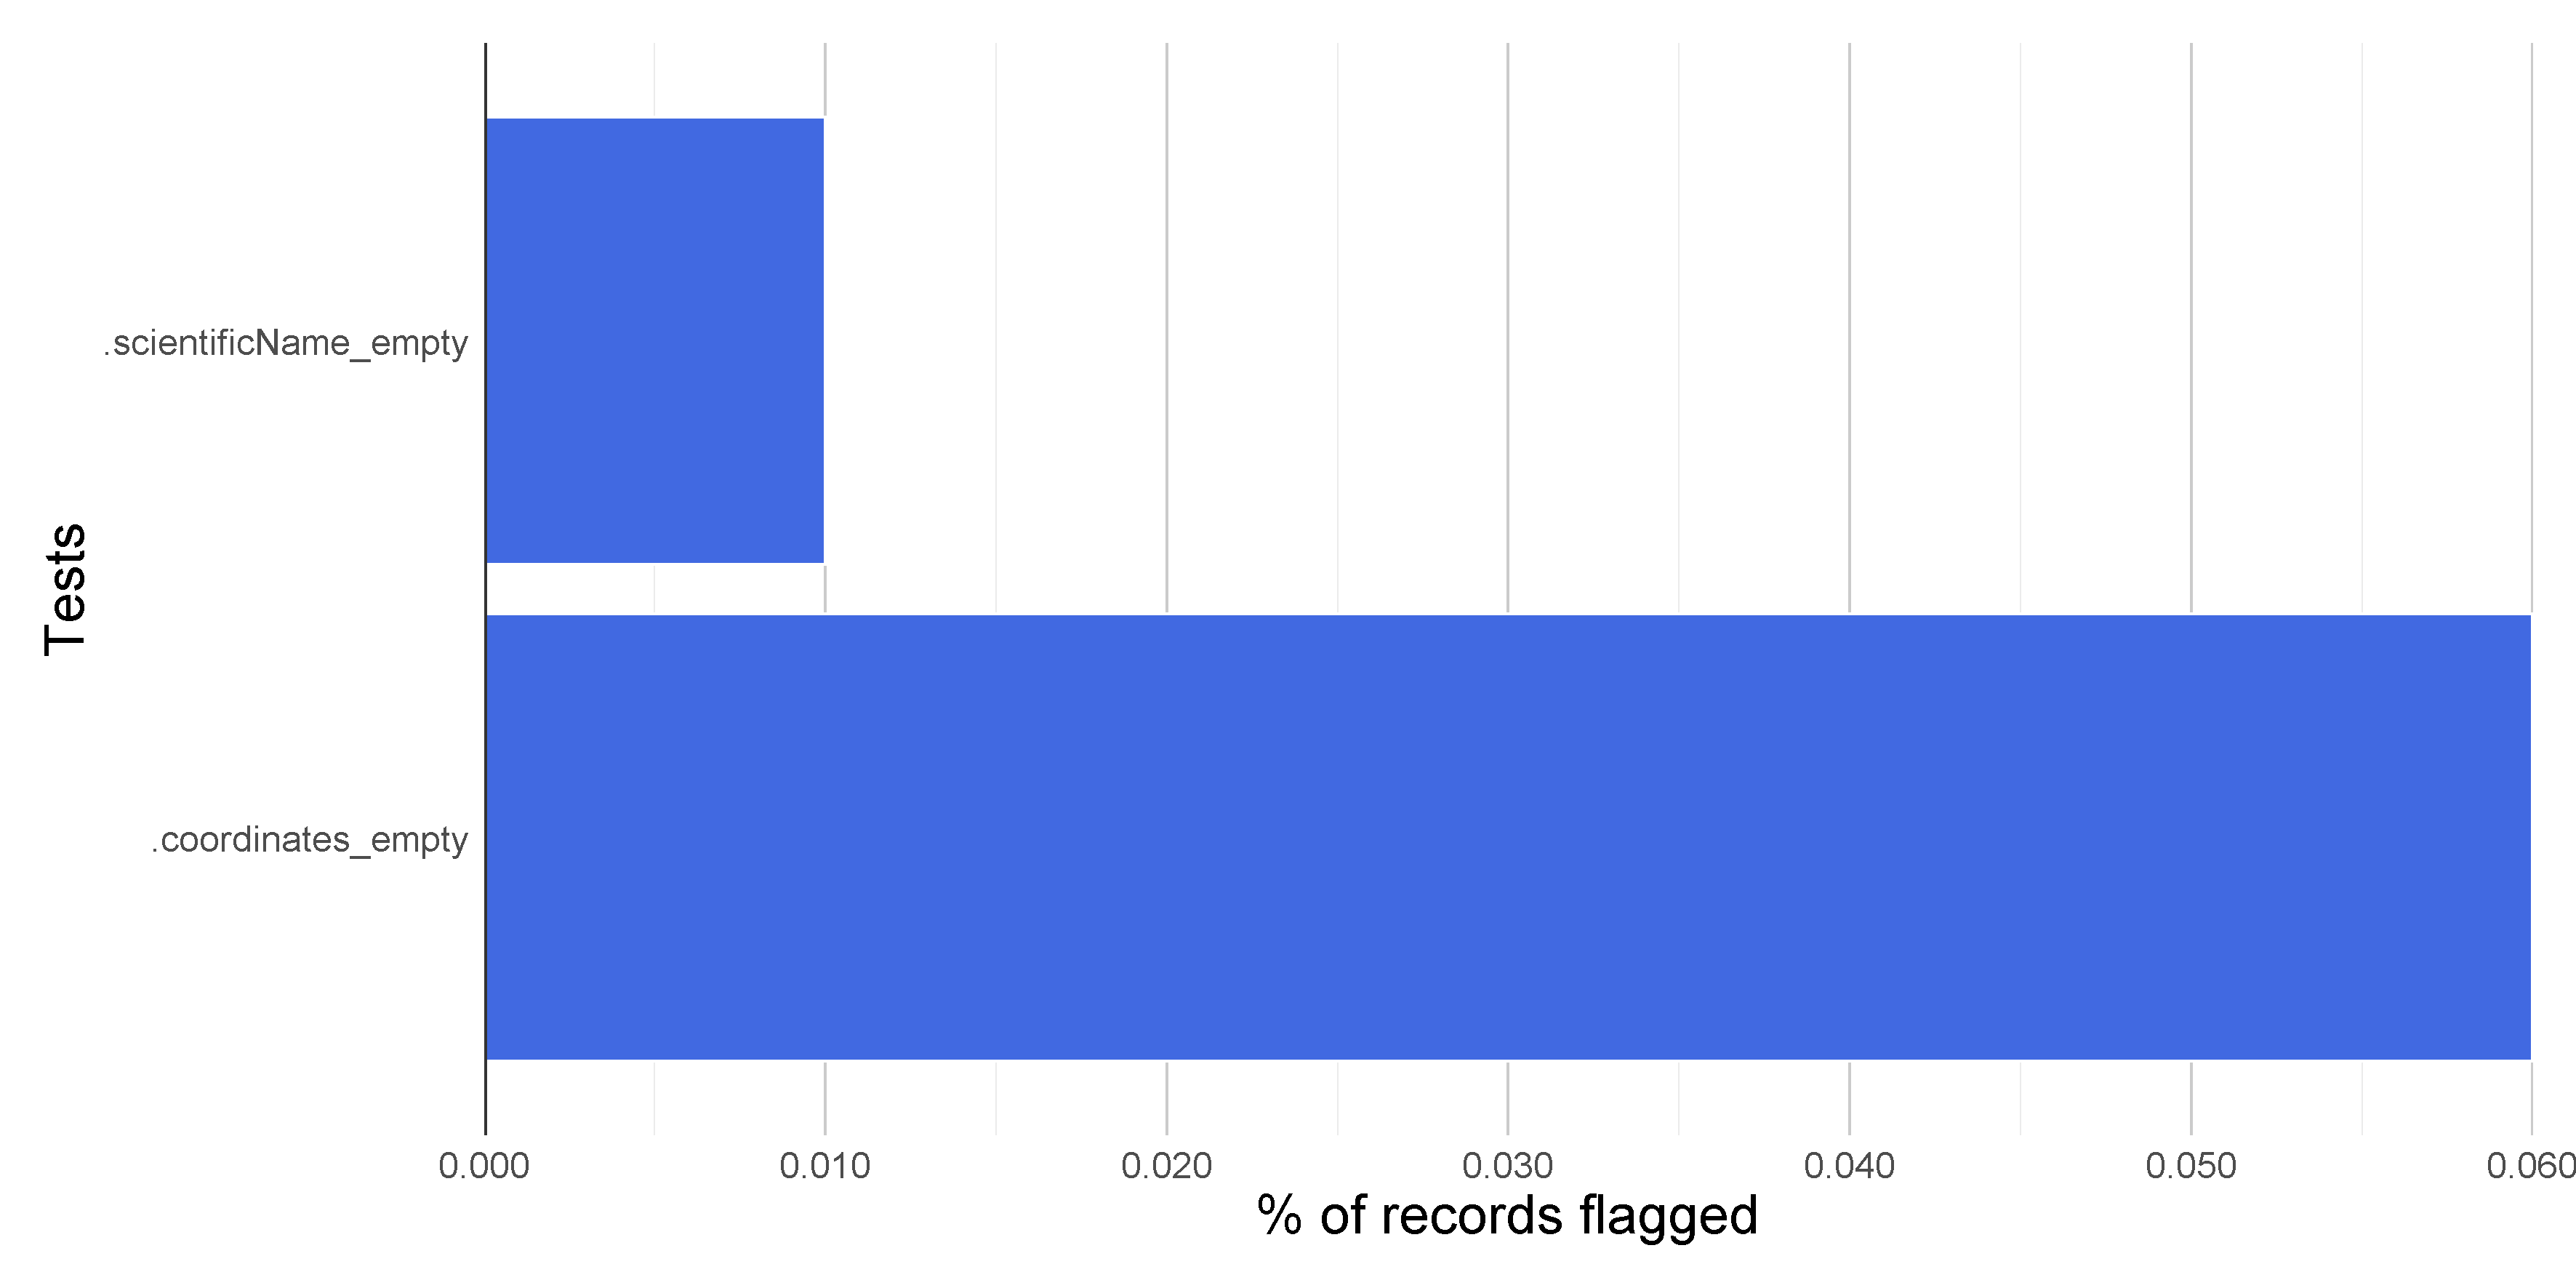 .scientificName_empty
Tests
.coordinates_empty
0.000 0.010 0.020 0.030 0.040 0.050 0.060
% of records flagged